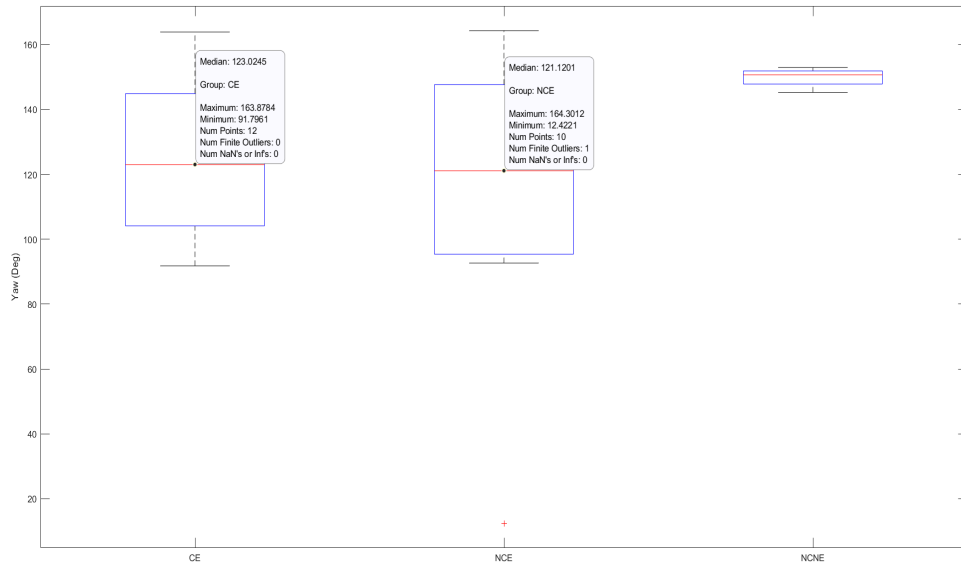 160
140
120
100
80
60
40
20
Yaw (Deg)
Median: 123.0245
Group: CE
Maximum: 163.8784
Minimum: 91.7961
Num Points: 12
Num Finite Outliers: 0
Num NaN's or Inf's: 0
Median: 121.1201
Group: NCE
Maximum: 164.3012
Minimum: 12.4221
Num Points: 10
Num Finite Outliers: 1
Num NaN's or Inf's: 0
CE
NCE
NCNE